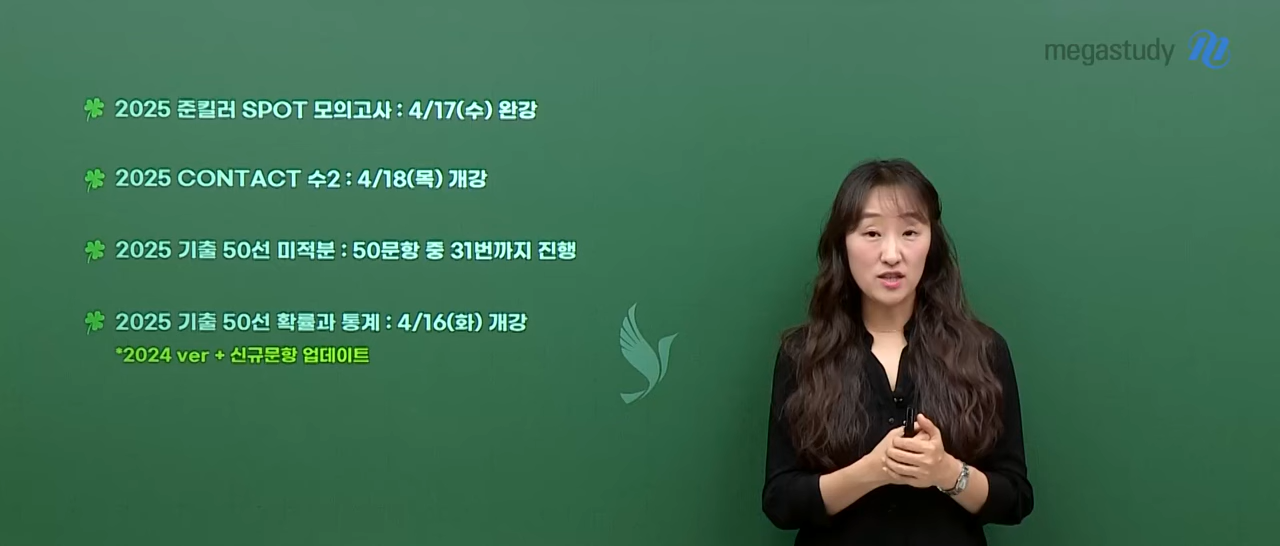 megastudy
2025 준킬러 SPOT 모의고사 : 4/17(수) 완강
2025 CONTACT 수2 : 4/18(목) 개강
2025 기출 50선 미적분 : 50문항 중 31번까지 진행
2025 기출 50선 확률과 통계 : 4/16(화) 개강
*2024 ver + 신규문항 업데이트